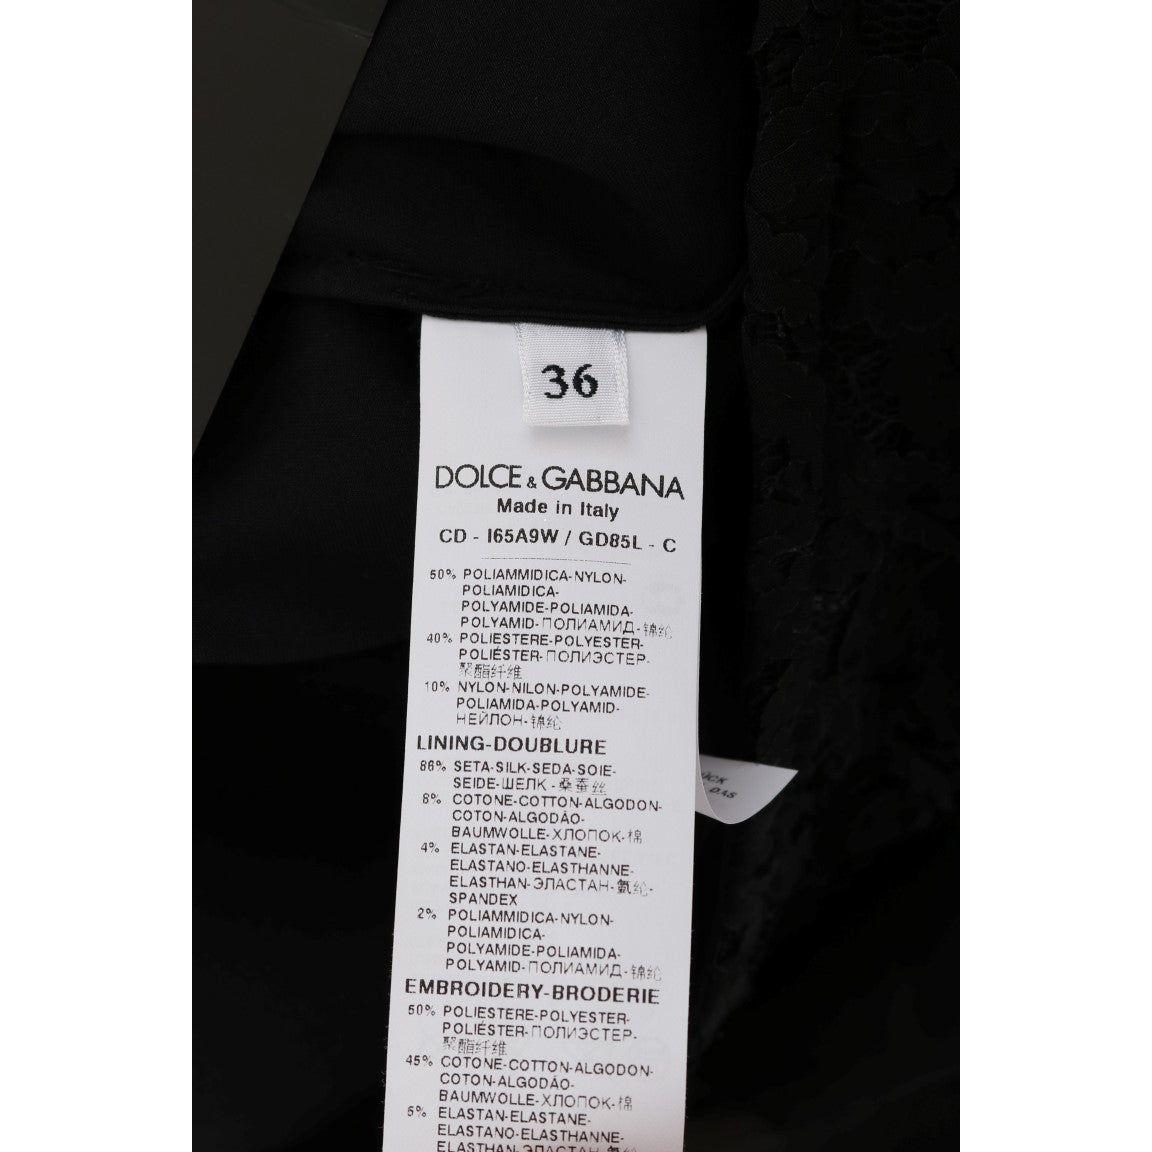 36
DOLCE & GABBANA
Made in Italy
CD - I65A9W / GD85L - C
50% POLIAMMIDICA-NYLON-
POLIAMIDICA-
POLYAMIDE-POLIAMIDA-
POLYAMID-ПОЛИАМИД-锦纶
40% POLIESTERE-POLYESTER-
POLIÉSTER-ПОЛИЭСТЕР-
聚酯纤维
10% NYLON-NILON-POLYAMIDE-
POLIAMIDA-POLYAMID-
НЕЙЛОН-锦纶
LINING-DOUBLURE
86% SETA-SILK-SEDA-SOIE-
SEIDE-ШЕЛК-桑蚕丝
8% COTONE-COTTON-ALGODON-
COTON-ALGODÃO-
BAUMWOLLE-ХЛОПОК-棉
4% ELASTAN-ELASTANE-
ELASTANO-ELASTHANNE-
ELASTHAN-ЭЛАСТАН-氨纶-
SPANDEX
2% POLIAMMIDICA-NYLON-
POLIAMIDICA-
POLYAMIDE-POLIAMIDA-
POLYAMID-ПОЛИАМИД-锦纶
EMBROIDERY-BRODERIE
50% POLIESTERE-POLYESTER-
POLIÉSTER-ПОЛИЭСТЕР-
聚酯纤维
45% COTONE-COTTON-ALGODON-
COTON-ALGODÃO-
BAUMWOLLE-ХЛОПОК-棉
5% ELASTAN-ELASTANE-
ELASTANO-ELASTHANNE-
ELASTHAN-ЭЛАСТАН-氨纶-
DAS